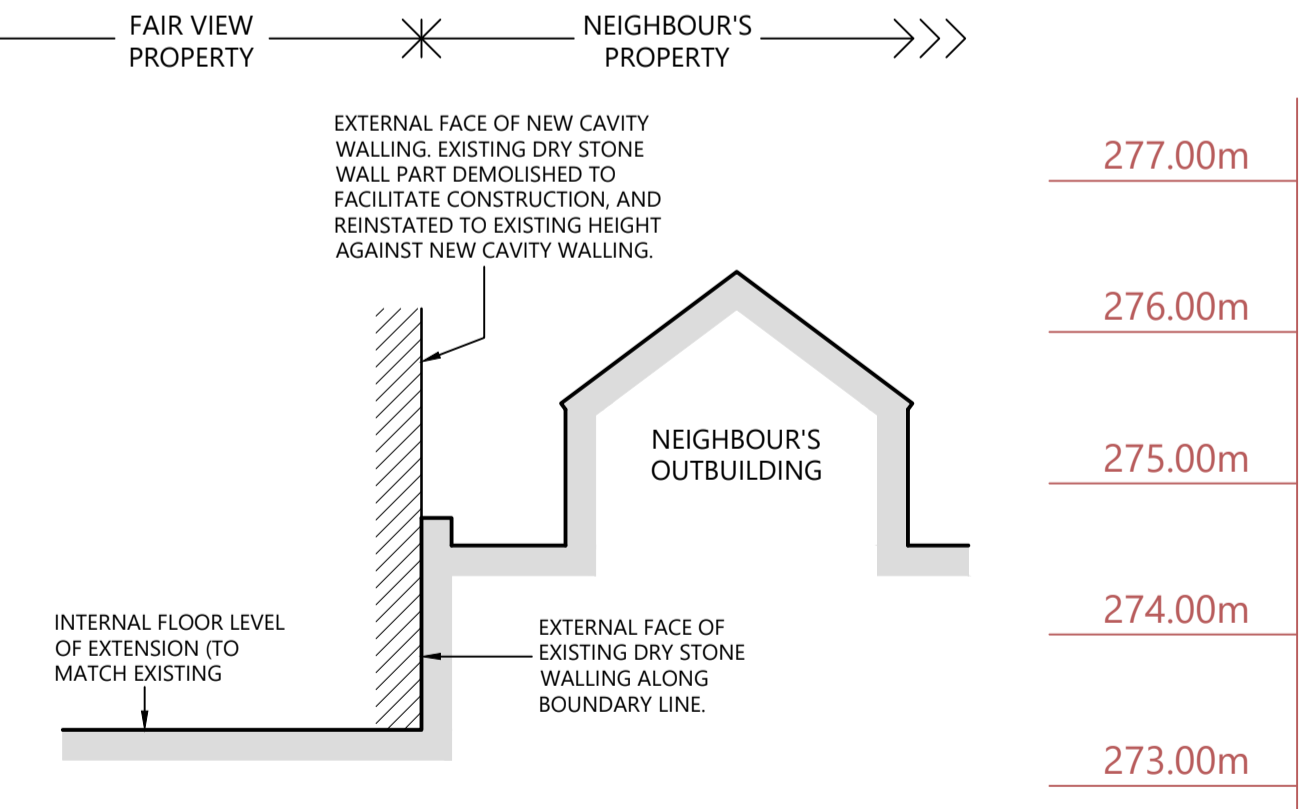 FAIR VIEW
PROPERTY
NEIGHBOUR'S
PROPERTY
EXTERNAL FACE OF NEW CAVITY
WALLING. EXISTING DRY STONE
WALL PART DEMOLISHED TO
FACILITATE CONSTRUCTION, AND
REINSTATED TO EXISTING HEIGHT
AGAINST NEW CAVITY WALLING.
NEIGHBOUR'S
OUTBUILDING
INTERNAL FLOOR LEVEL
OF EXTENSION (TO
MATCH EXISTING
EXTERNAL FACE OF
EXISTING DRY STONE
WALLING ALONG
BOUNDARY LINE.
277.00m
276.00m
275.00m
274.00m
273.00m